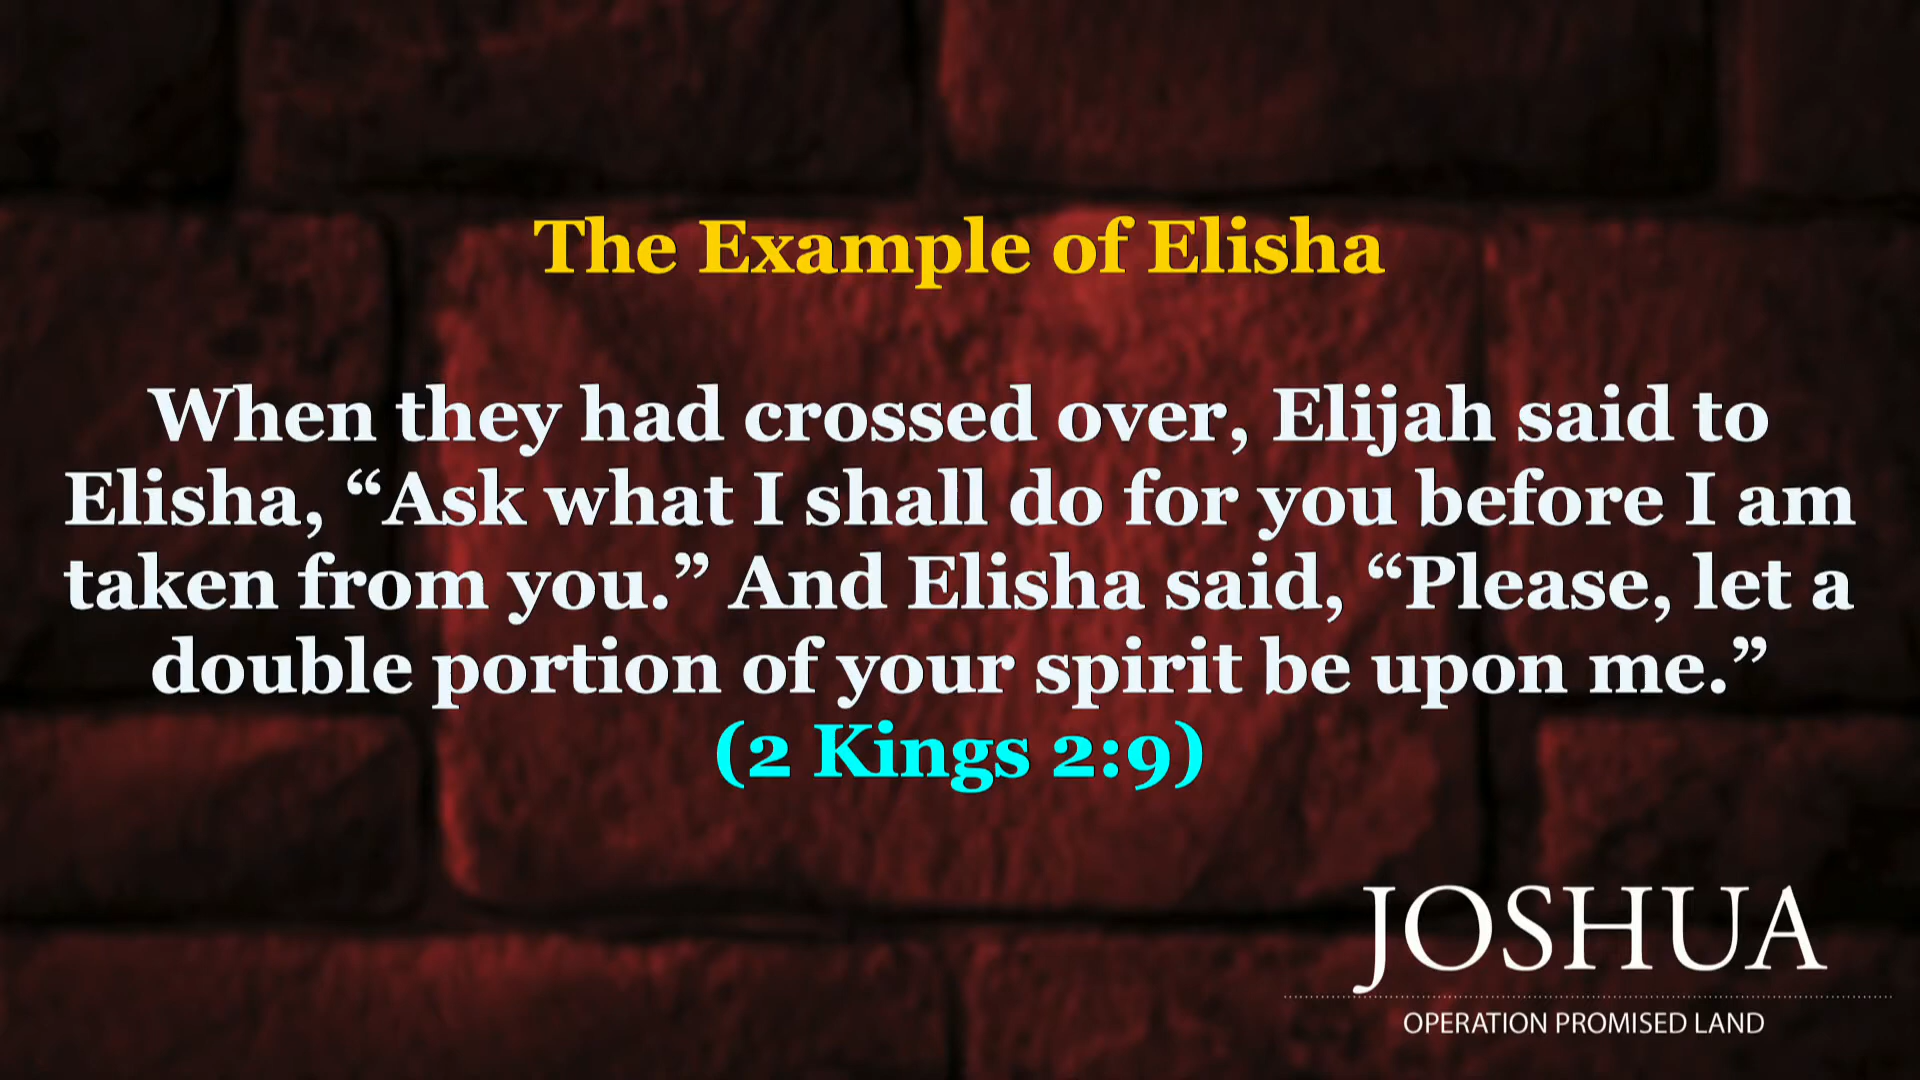 The Example of Elisha
When they had crossed over, Elijah said to
Elisha, “Ask what I shall do for you before I am
taken from you.” And Elisha said, “Please, let a
double portion of your spirit be upon me.”
(2 Kings 2:9)
JOSHUA
OPERATION PROMISED LAND